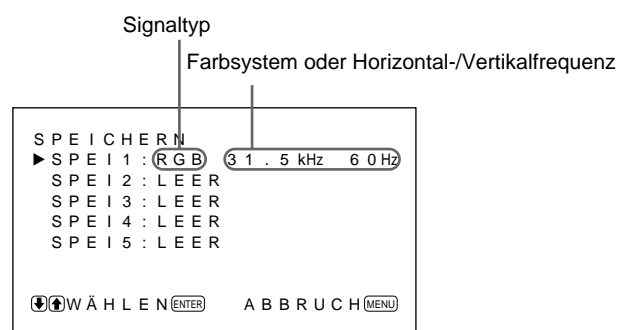 Signaltyp
Farbsystem oder Horizontal-/Vertikalfrequenz
SPEICHERN
▶SPEI1:RGB 31.5kHz 60Hz
SPEI2:LEER
SPEI3:LEER
SPEI4:LEER
SPEI5:LEER
⬇⬆WÄHLEN ENTER ABBRUCH MENU